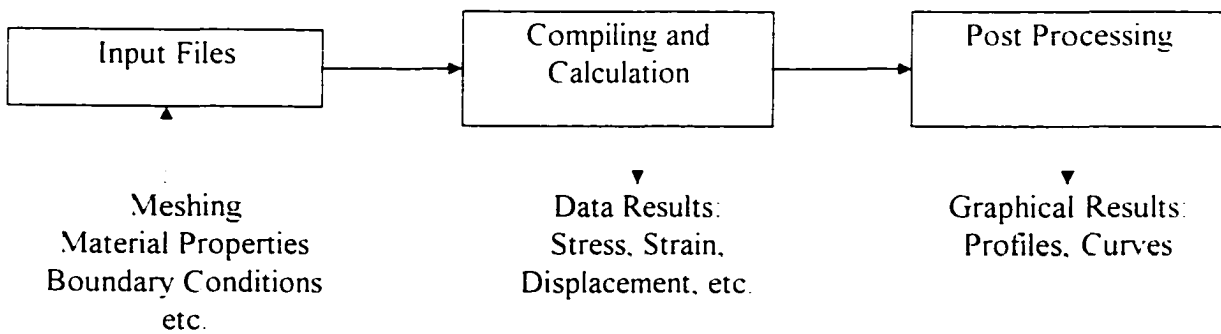 Input Files
Compiling and
Calculation
Post Processing
Meshing
Material Properties
Boundary Conditions
etc.
Data Results:
Stress, Strain,
Displacement, etc.
Graphical Results:
Profiles, Curves